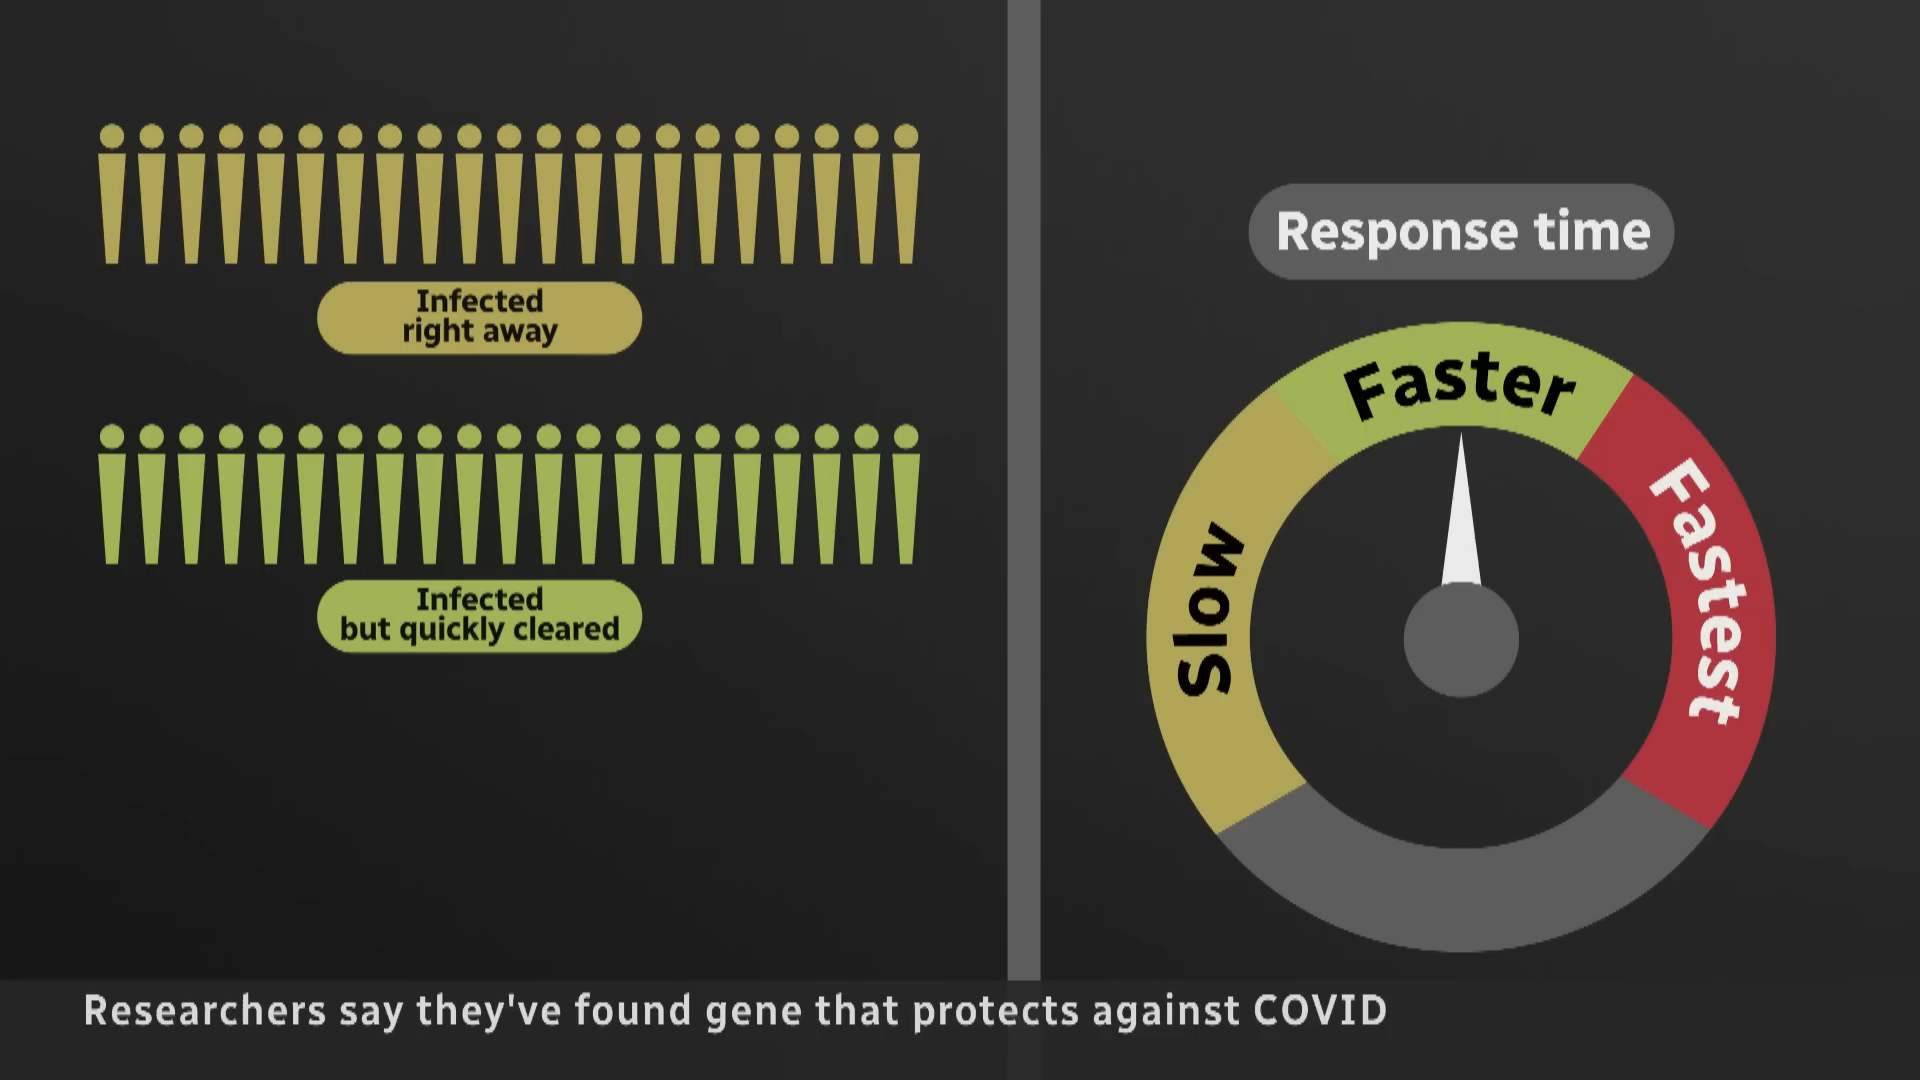 Infected
right away
Infected
but quickly cleared
Response time
Slow
Faster
Fastest
Researchers say they've found gene that protects against COVID